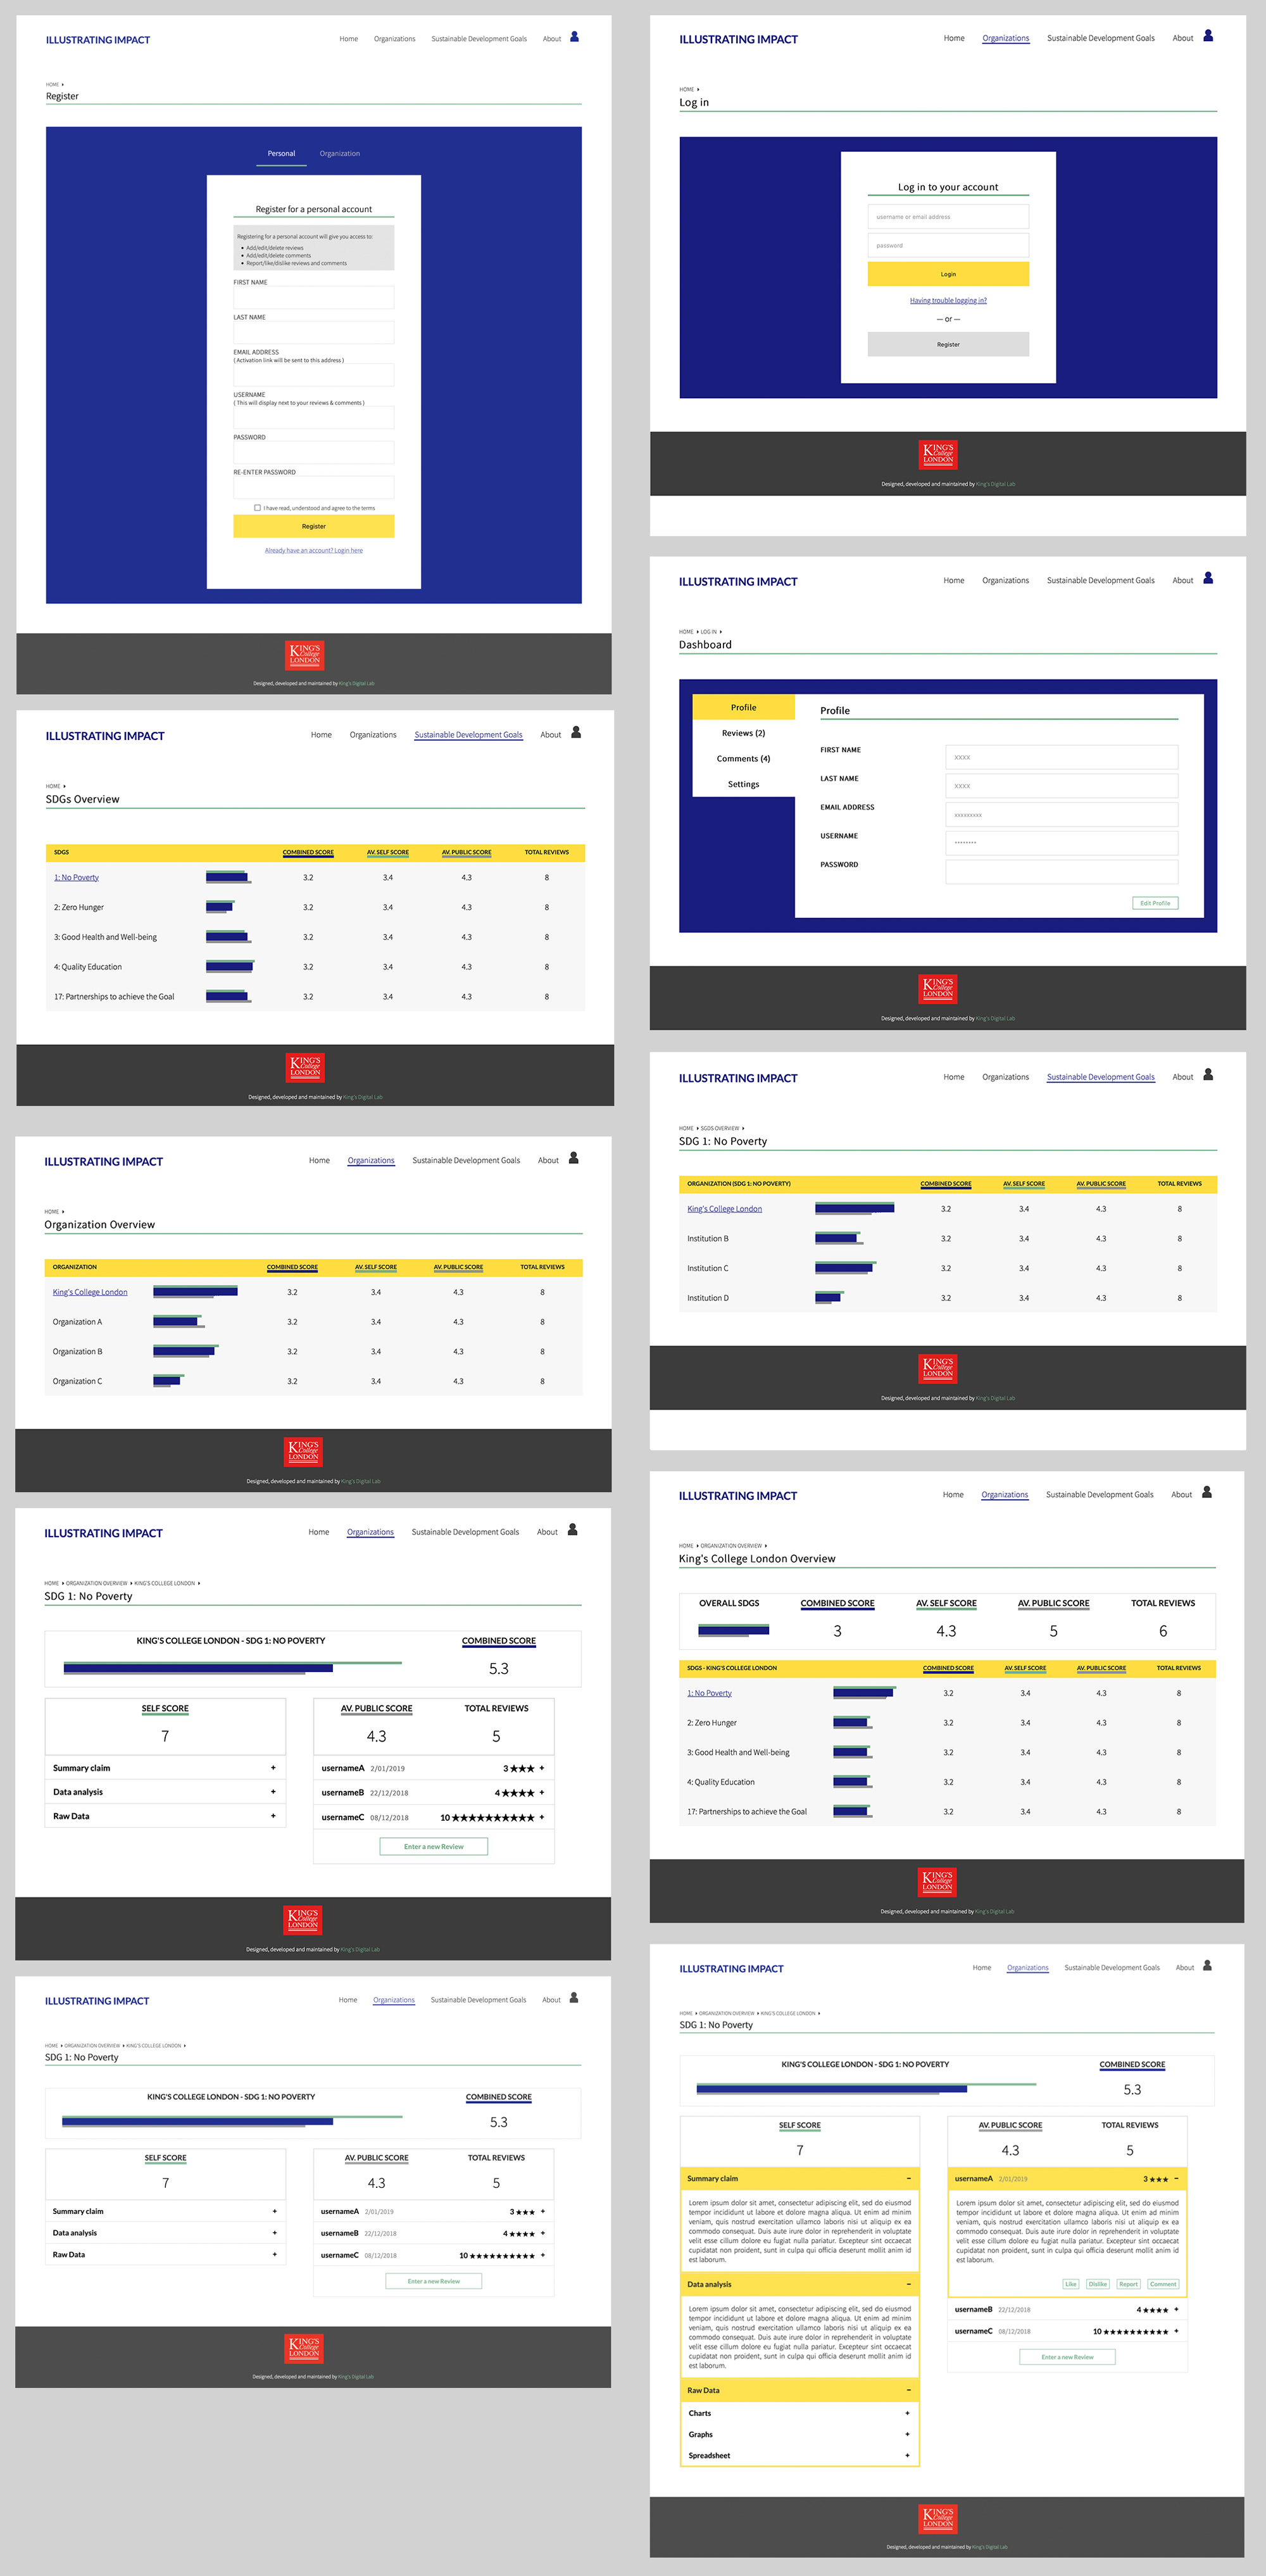 ILLUSTRATING IMPACT
Home Organizations Sustainable Development Goals About
HOME
Register
Personal Organization
Register for a personal account
Registering for a personal account will give you access to:
Add/edit/delete reviews
Add/edit/delete comments
Report/like/dislike reviews and comments
FIRST NAME
LAST NAME
EMAIL ADDRESS
( Activation link will be sent to this address )
USERNAME
( This will display next to your reviews & comments )
PASSWORD
RE-ENTER PASSWORD
I have read, understood and agree to the terms
Register
Already have an account? Login here
KING'S
College
LONDON
Designed, developed and maintained by King's Digital Lab
ILLUSTRATING IMPACT
Home Organizations Sustainable Development Goals About
HOME
Log in
Log in to your account
username or email address
password
Login
Having trouble logging in?
— or —
Register
KING'S
College
LONDON
Designed, developed and maintained by King's Digital Lab
ILLUSTRATING IMPACT
Home Organizations Sustainable Development Goals About
HOME LOG IN
Dashboard
Profile
Reviews (2)
Comments (4)
Settings
Profile
FIRST NAME XXXX
LAST NAME XXXX
EMAIL ADDRESS xxxxxxxxx
USERNAME ********
PASSWORD
Edit Profile
KING'S
College
LONDON
Designed, developed and maintained by King's Digital Lab
ILLUSTRATING IMPACT
Home Organizations Sustainable Development Goals About
HOME
SDGs Overview
SDGS COMBINED SCORE AV. SELF SCORE AV. PUBLIC SCORE TOTAL REVIEWS
1: No Poverty 3.2 3.4 4.3 8
2: Zero Hunger 3.2 3.4 4.3 8
3: Good Health and Well-being 3.2 3.4 4.3 8
4: Quality Education 3.2 3.4 4.3 8
17: Partnerships to achieve the Goal 3.2 3.4 4.3 8
KING'S
College
LONDON
Designed, developed and maintained by King's Digital Lab
ILLUSTRATING IMPACT
Home Organizations Sustainable Development Goals About
HOME SGDS OVERVIEW
SDG 1: No Poverty
ORGANIZATION (SDG 1: NO POVERTY) COMBINED SCORE AV. SELF SCORE AV. PUBLIC SCORE TOTAL REVIEWS
King's College London 3.2 3.4 4.3 8
Institution B 3.2 3.4 4.3 8
Institution C 3.2 3.4 4.3 8
Institution D 3.2 3.4 4.3 8
KING'S
College
LONDON
Designed, developed and maintained by King's Digital Lab
ILLUSTRATING IMPACT
Home Organizations Sustainable Development Goals About
HOME
Organization Overview
ORGANIZATION COMBINED SCORE AV. SELF SCORE AV. PUBLIC SCORE TOTAL REVIEWS
King's College London 3.2 3.4 4.3 8
Organization A 3.2 3.4 4.3 8
Organization B 3.2 3.4 4.3 8
Organization C 3.2 3.4 4.3 8
KING'S
College
LONDON
Designed, developed and maintained by King's Digital Lab
ILLUSTRATING IMPACT
Home Organizations Sustainable Development Goals About
HOME ORGANIZATION OVERVIEW
King's College London Overview
OVERALL SDGS COMBINED SCORE AV. SELF SCORE AV. PUBLIC SCORE TOTAL REVIEWS
3 4.3 5 6
SDGS - KING'S COLLEGE LONDON COMBINED SCORE AV. SELF SCORE AV. PUBLIC SCORE TOTAL REVIEWS
1: No Poverty 3.2 3.4 4.3 8
2: Zero Hunger 3.2 3.4 4.3 8
3: Good Health and Well-being 3.2 3.4 4.3 8
4: Quality Education 3.2 3.4 4.3 8
17: Partnerships to achieve the Goal 3.2 3.4 4.3 8
KING'S
College
LONDON
Designed, developed and maintained by King's Digital Lab
ILLUSTRATING IMPACT
Home Organizations Sustainable Development Goals About
HOME ORGANIZATION OVERVIEW KING'S COLLEGE LONDON
SDG 1: No Poverty
KING'S COLLEGE LONDON - SDG 1: NO POVERTY COMBINED SCORE
5.3
SELF SCORE
7
Summary claim +
Data analysis +
Raw Data +
AV. PUBLIC SCORE TOTAL REVIEWS
4.3 5
usernameA 2/01/2019 3 ★★★ +
usernameB 22/12/2018 4 ★★★★ +
usernameC 08/12/2018 10 ★★★★★★★★★★ +
Enter a new Review
KING'S
College
LONDON
Designed, developed and maintained by King's Digital Lab
ILLUSTRATING IMPACT
Home Organizations Sustainable Development Goals About
HOME ORGANIZATION OVERVIEW KING'S COLLEGE LONDON
SDG 1: No Poverty
KING'S COLLEGE LONDON - SDG 1: NO POVERTY COMBINED SCORE
5.3
SELF SCORE
7
Summary claim +
Data analysis +
Raw Data +
AV. PUBLIC SCORE TOTAL REVIEWS
4.3 5
usernameA 2/01/2019 3 ★★★ +
usernameB 22/12/2018 4 ★★★★ +
usernameC 08/12/2018 10 ★★★★★★★★★★ +
Enter a new Review
KING'S
College
LONDON
Designed, developed and maintained by King's Digital Lab
ILLUSTRATING IMPACT
Home Organizations Sustainable Development Goals About
HOME ORGANIZATION OVERVIEW KING'S COLLEGE LONDON
SDG 1: No Poverty
KING'S COLLEGE LONDON - SDG 1: NO POVERTY COMBINED SCORE
5.3
SELF SCORE
7
Summary claim −
Lorem ipsum dolor sit amet, consectetur adipiscing elit, sed do eiusmod
tempor incididunt ut labore et dolore magna aliqua. Ut enim ad minim
veniam, quis nostrud exercitation ullamco laboris nisi ut aliquip ex ea
commodo consequat. Duis aute irure dolor in reprehenderit in voluptate
velit esse cillum dolore eu fugiat nulla pariatur. Excepteur sint occaecat
cupidatat non proident, sunt in culpa qui officia deserunt mollit anim id
est laborum.
Data analysis −
Lorem ipsum dolor sit amet, consectetur adipiscing elit, sed do eiusmod
tempor incididunt ut labore et dolore magna aliqua. Ut enim ad minim
veniam, quis nostrud exercitation ullamco laboris nisi ut aliquip ex ea
commodo consequat. Duis aute irure dolor in reprehenderit in voluptate
velit esse cillum dolore eu fugiat nulla pariatur. Excepteur sint occaecat
cupidatat non proident, sunt in culpa qui officia deserunt mollit anim id
est laborum.
Raw Data −
Charts +
Graphs +
Spreadsheet +
AV. PUBLIC SCORE TOTAL REVIEWS
4.3 5
usernameA 2/01/2019 3 ★★★ −
Lorem ipsum dolor sit amet, consectetur adipiscing elit, sed do eiusmod
tempor incididunt ut labore et dolore magna aliqua. Ut enim ad minim
veniam, quis nostrud exercitation ullamco laboris nisi ut aliquip ex ea
commodo consequat. Duis aute irure dolor in reprehenderit in voluptate
velit esse cillum dolore eu fugiat nulla pariatur. Excepteur sint occaecat
cupidatat non proident, sunt in culpa qui officia deserunt mollit anim id
est laborum.
Like Dislike Report Comment
usernameB 22/12/2018 4 ★★★★ +
usernameC 08/12/2018 10 ★★★★★★★★★★ +
Enter a new Review
KING'S
College
LONDON
Designed, developed and maintained by King's Digital Lab